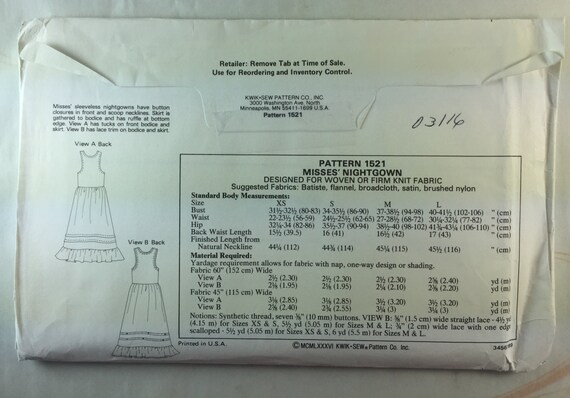 Retailer: Remove Tab at Time of Sale.
Use for Reordering and Inventory Control.
KWIK•SEW PATTERN CO., INC.
3000 Washington Ave. North
Minneapolis, MN 55411-1699 U.S.A.
Pattern 1521
03116
Misses' sleeveless nightgowns have button
closures in front and scoop necklines. Skirt is
gathered to bodice and has ruffle at bottom
edge. View A has tucks on front bodice and
skirt. View B has lace trim on bodice and skirt.
View A Back
View B Back
PATTERN 1521
MISSES' NIGHTGOWN
DESIGNED FOR WOVEN OR FIRM KNIT FABRIC
Suggested Fabrics: Batiste, flannel, broadcloth, satin, brushed nylon
Standard Body Measurements:
Size XS S M L
Bust 31½-32½ (80-83) 34-35½ (86-90) 37-38½ (94-98) 40-41½ (102-106) " (cm)
Waist 22-23½ (56-59) 24½-25½ (62-65) 27-28½ (68-72) 30¼-32¼ (77-82) " (cm)
Hip 32¼-34 (82-86) 35½-37 (90-94) 38½-40 (98-102) 41¾-43¼ (106-110) " (cm)
Back Waist Length 15½ (39.5) 16 (41) 16½ (42) 17 (43) " (cm)
Finished Length from
Natural Neckline 44¼ (112) 44¾ (114) 45¼ (115) 45½ (116) " (cm)
Material Required:
Yardage requirement allows for fabric with nap, one-way design or shading.
Fabric 60" (152 cm) Wide
View A 2½ (2.30) 2½ (2.30) 2½ (2.30) 2⅝ (2.40) yd (m)
View B 2⅛ (1.95) 2⅛ (1.95) 2¼ (2.10) 2⅜ (2.20) yd (m)
Fabric 45" (115 cm) Wide
View A 3⅛ (2.85) 3⅛ (2.85) 3½ (3.20) 3½ (3.20) yd (m)
View B 2⅝ (2.40) 2¾ (2.55) 3¼ (3) 3¼ (3) yd (m)
Notions: Synthetic thread, seven ⅜" (10 mm) buttons. VIEW B: ⅝" (1.5 cm) wide straight lace - 4½ yd
(4.15 m) for Sizes XS & S, 5½ yd (5.05 m) for Sizes M & L; ¾" (2 cm) wide lace with one edge
scalloped - 5½ yd (5.05 m) for Sizes XS & S, 6 yd (5.5 m) for Sizes M & L.
Printed in U.S.A.
©MCMLXXXVI KWIK•SEW® Pattern Co. Inc.